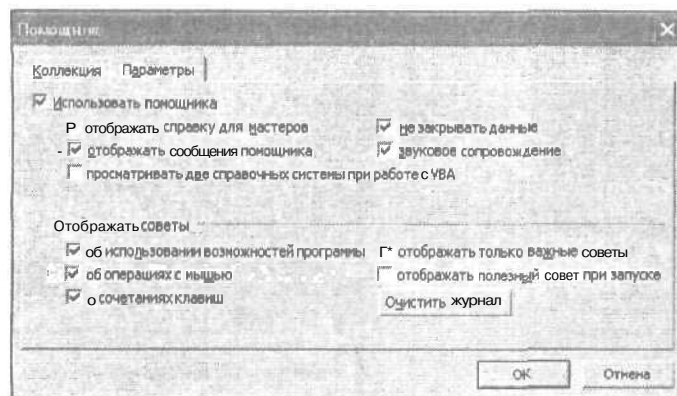 Помощник
Коллекция Параметры
Использовать помощника
Р отображать справку для мастеров
не закрывать данные
отображать сообщения помощника
звуковое сопровождение
просматривать две справочных системы при работе с УВА
Отображать советы
об использовании возможностей программы
Г* отображать только важные советы
об операциях с мышью
отображать полезный совет при запуске
о сочетаниях клавиш
Очистить журнал
OK Отмена